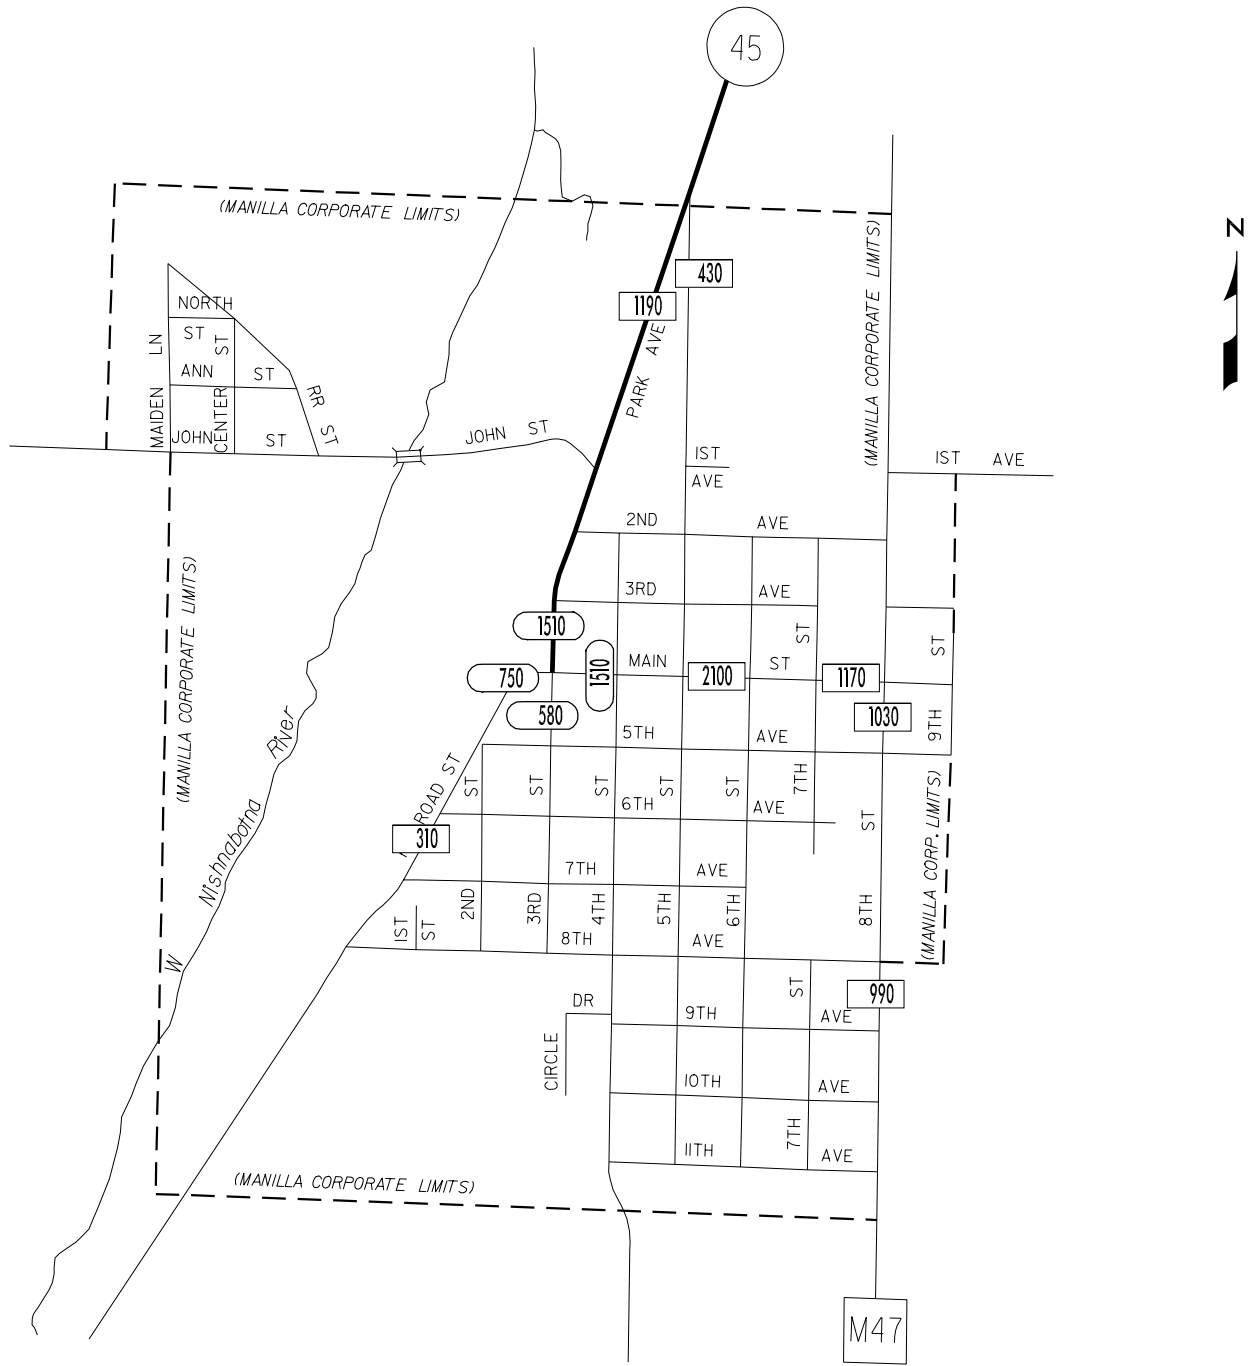 45
(MANILLA CORPORATE LIMITS)
N
(MANILLA CORPORATE LIMITS)
430
1190
NORTH
ST
ST
LN
PARK AVE
ANN ST
MAIDEN
CENTER
RR ST
JOHN ST
JOHN ST
IST
AVE
IST AVE
2ND AVE
(MANILLA CORPORATE LIMITS)
3RD AVE
1510
ST
ST
MAIN ST
1510
750
2100
1170
580
1030
9TH
5TH AVE
W Nishnabotna River
ROAD ST
ST
ST
ST
ST
ST
7TH
6TH AVE
ST
310
(MANILLA CORP. LIMITS)
7TH AVE
IST
ST
2ND
3RD
4TH
5TH
6TH
8TH
8TH AVE
ST
990
DR
9TH AVE
CIRCLE
10TH AVE
7TH
11TH AVE
(MANILLA CORPORATE LIMITS)
M47